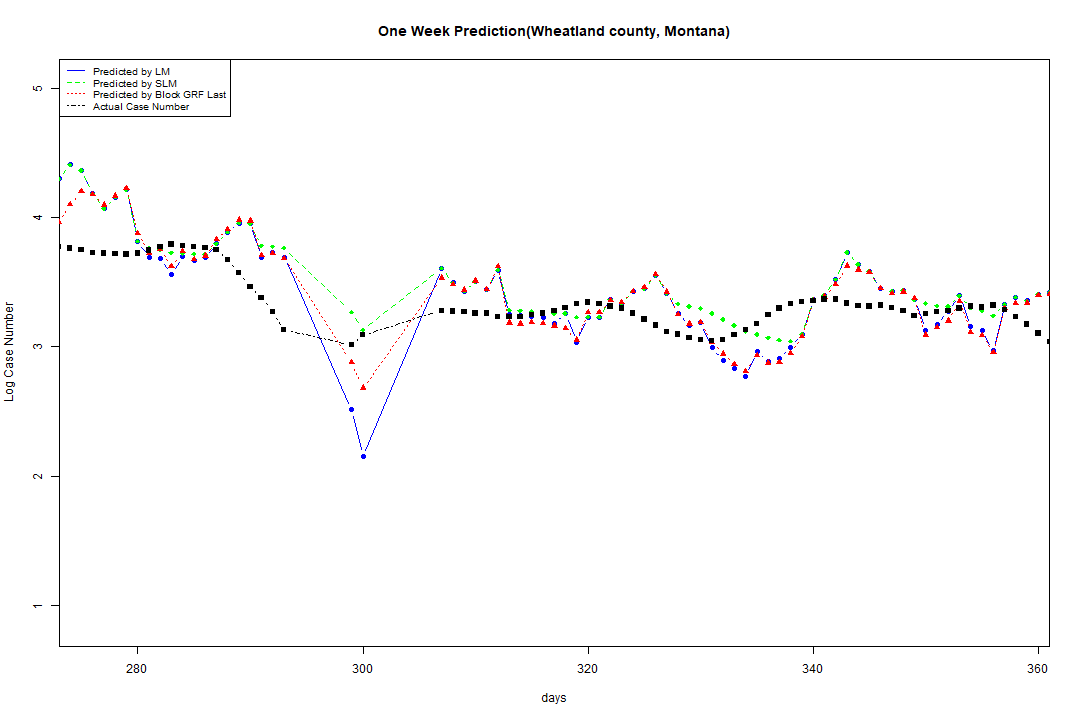 One Week Prediction(Wheatland county, Montana)
Predicted by LM
Predicted by SLM
Predicted by Block GRF Last
Actual Case Number
5
4
3
2
1
Log Case Number
280 300 320 340 360
days